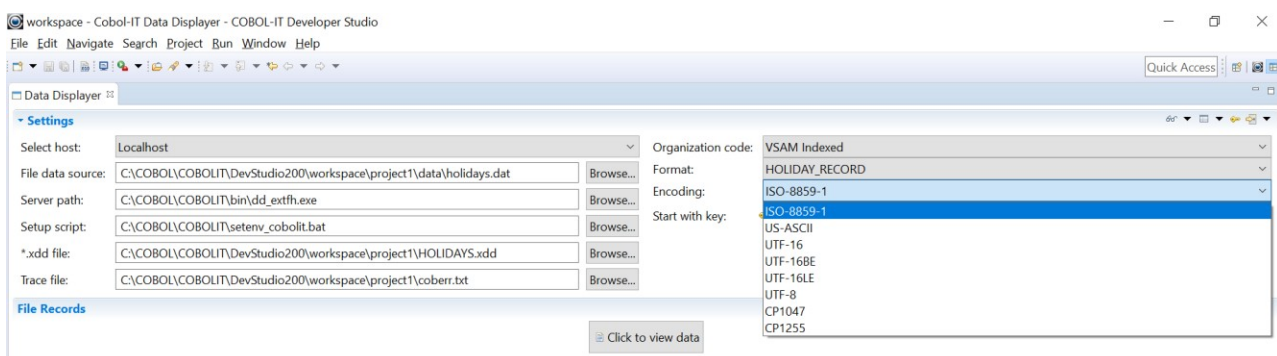 workspace - Cobol-IT Data Displayer - COBOL-IT Developer Studio
File Edit Navigate Search Project Run Window Help
Quick Access
Data Displayer
Settings
Select host: Localhost
File data source: C:\COBOL\COBOLIT\DevStudio200\workspace\project1\data\holidays.dat Browse...
Server path: C:\COBOL\COBOLIT\bin\dd_extfh.exe Browse...
Setup script: C:\COBOL\COBOLIT\setenv_cobolit.bat Browse...
*.xdd file: C:\COBOL\COBOLIT\DevStudio200\workspace\project1\HOLIDAYS.xdd Browse...
Trace file: C:\COBOL\COBOLIT\DevStudio200\workspace\project1\coberr.txt Browse...
Organization code: VSAM Indexed
Format: HOLIDAY_RECORD
Encoding: ISO-8859-1
Start with key:
ISO-8859-1
US-ASCII
UTF-16
UTF-16BE
UTF-16LE
UTF-8
CP1047
CP1255
File Records
Click to view data